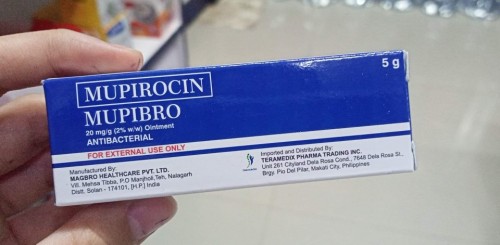 MUPIROCIN
5 g
MUPIBRO
20 mg/g (2% w/w) Ointment
ANTIBACTERIAL
FOR EXTERNAL USE ONLY
Manufactured By:
MAGBRO HEALTHCARE PVT. LTD.
Vill. Mehsa Tibba, P.O Manjholi,Teh, Nalagarh
Distt. Solan - 174101, [H.P.] India
Imported and Distributed By:
TERAMEDIX PHARMA TRADING INC.
Unit 261 Cityland Dela Rosa Cond., 7648 Dela Rosa St.,
Brgy. Pio Del Pilar, Makati City, Philippines